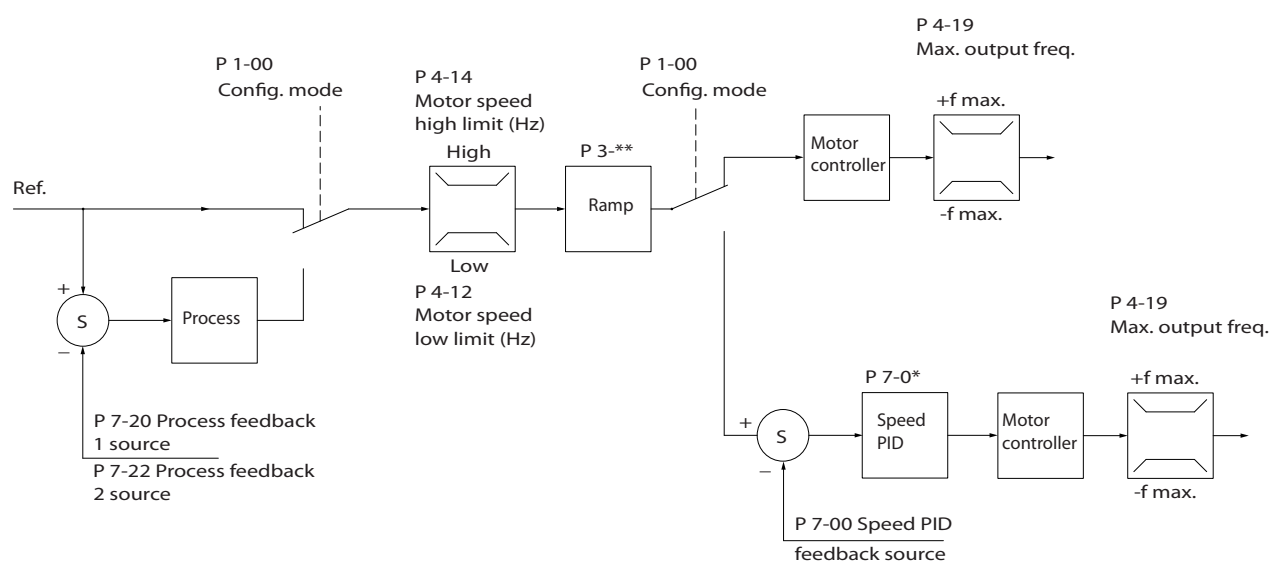 P 4-19
Max. output freq.
P 1-00
Config. mode
P 4-14
Motor speed
high limit (Hz)
High
P 3-**
P 1-00
Config. mode
+f max.
Motor
controller
-f max.
Ref.
Ramp
Low
P 4-12
Motor speed
low limit (Hz)
+
S
–
Process
P 7-20 Process feedback
1 source
P 7-22 Process feedback
2 source
P 4-19
Max. output freq.
P 7-0*
+f max.
+
S
–
Speed
PID
Motor
controller
-f max.
P 7-00 Speed PID
feedback source